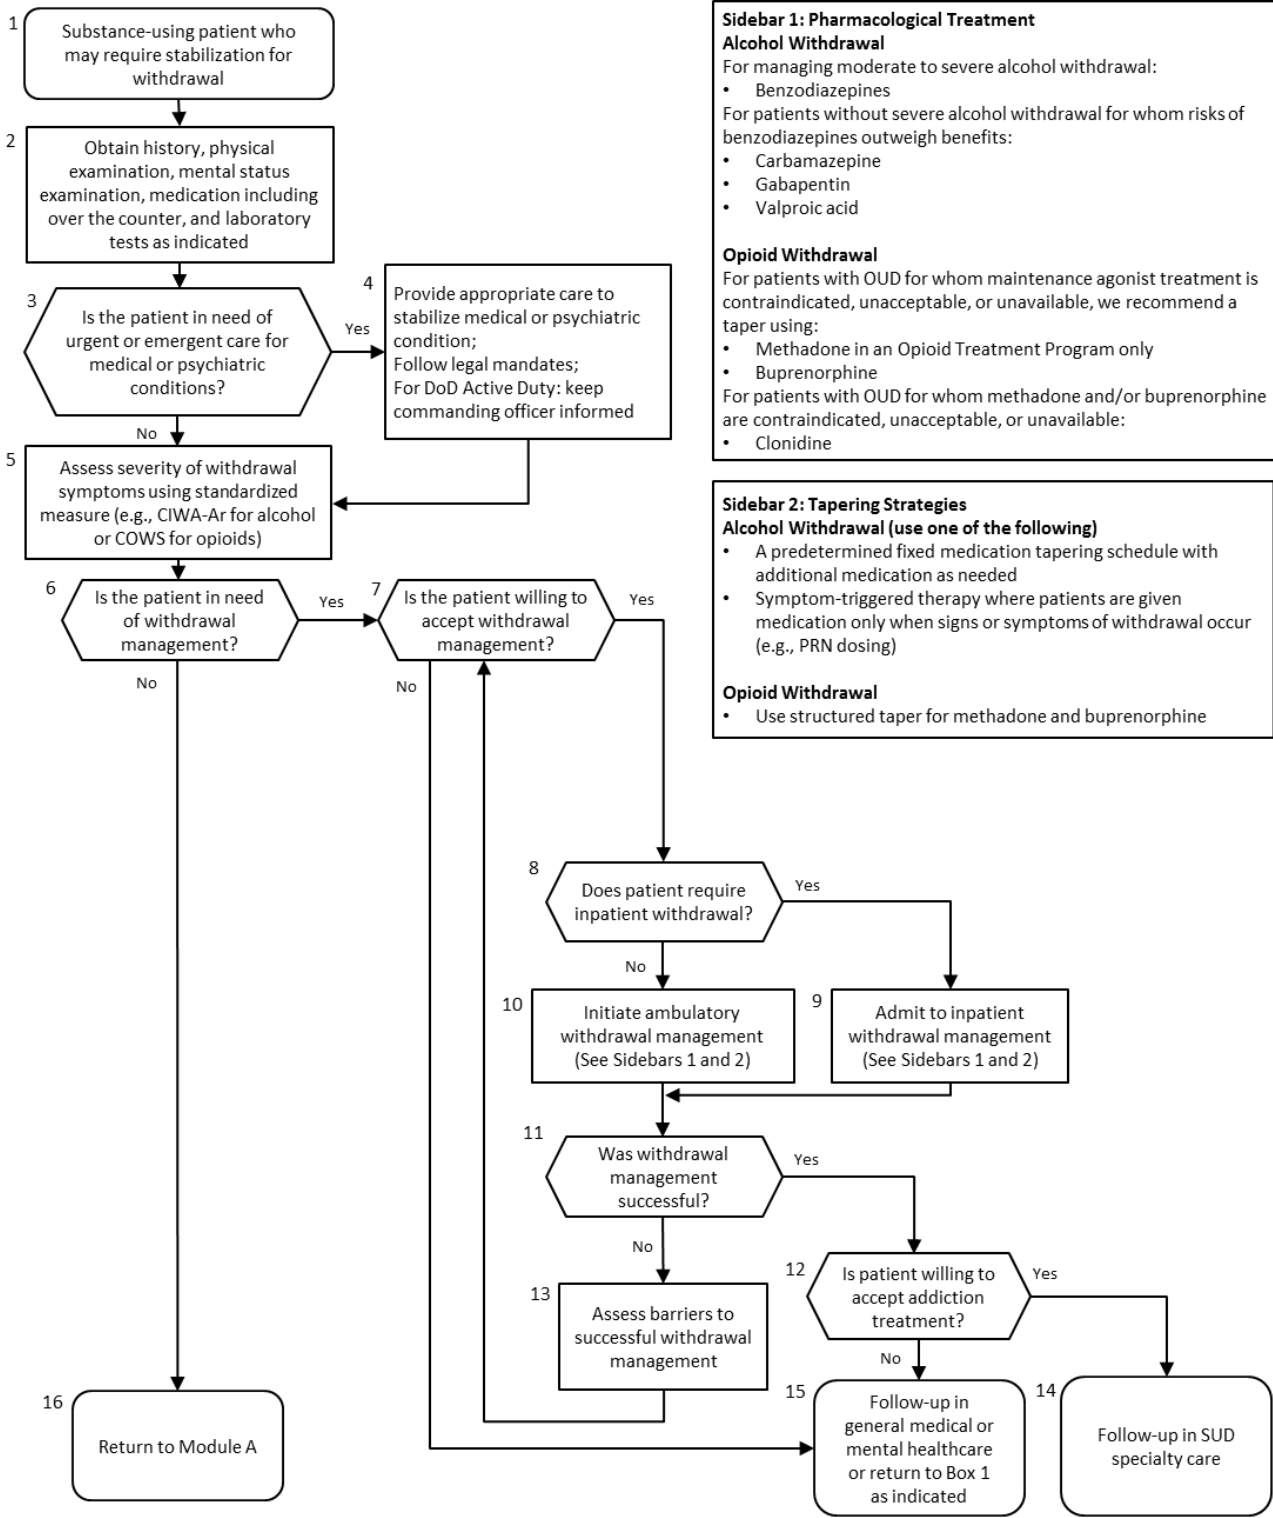 1
Substance-using patient who
may require stabilization for
withdrawal
2
Obtain history, physical
examination, mental status
examination, medication including
over the counter, and laboratory
tests as indicated
3
Is the patient in need of
urgent or emergent care for
medical or psychiatric
conditions?
Yes
No
4
Provide appropriate care to
stabilize medical or psychiatric
condition;
Follow legal mandates;
For DoD Active Duty: keep
commanding officer informed
5
Assess severity of withdrawal
symptoms using standardized
measure (e.g., CIWA-Ar for alcohol
or COWS for opioids)
6
Is the patient in need
of withdrawal
management?
Yes
No
7
Is the patient willing to
accept withdrawal
management?
Yes
No
8
Does patient require
inpatient withdrawal?
Yes
No
10
Initiate ambulatory
withdrawal management
(See Sidebars 1 and 2)
9
Admit to inpatient
withdrawal management
(See Sidebars 1 and 2)
11
Was withdrawal
management
successful?
Yes
No
12
Is patient willing to
accept addiction
treatment?
Yes
No
13
Assess barriers to
successful withdrawal
management
16
Return to Module A
15
Follow-up in
general medical or
mental healthcare
or return to Box 1
as indicated
14
Follow-up in SUD
specialty care
Sidebar 1: Pharmacological Treatment
Alcohol Withdrawal
For managing moderate to severe alcohol withdrawal:
• Benzodiazepines
For patients without severe alcohol withdrawal for whom risks of
benzodiazepines outweigh benefits:
• Carbamazepine
• Gabapentin
• Valproic acid
Opioid Withdrawal
For patients with OUD for whom maintenance agonist treatment is
contraindicated, unacceptable, or unavailable, we recommend a
taper using:
• Methadone in an Opioid Treatment Program only
• Buprenorphine
For patients with OUD for whom methadone and/or buprenorphine
are contraindicated, unacceptable, or unavailable:
• Clonidine
Sidebar 2: Tapering Strategies
Alcohol Withdrawal (use one of the following)
• A predetermined fixed medication tapering schedule with
additional medication as needed
• Symptom-triggered therapy where patients are given
medication only when signs or symptoms of withdrawal occur
(e.g., PRN dosing)
Opioid Withdrawal
• Use structured taper for methadone and buprenorphine